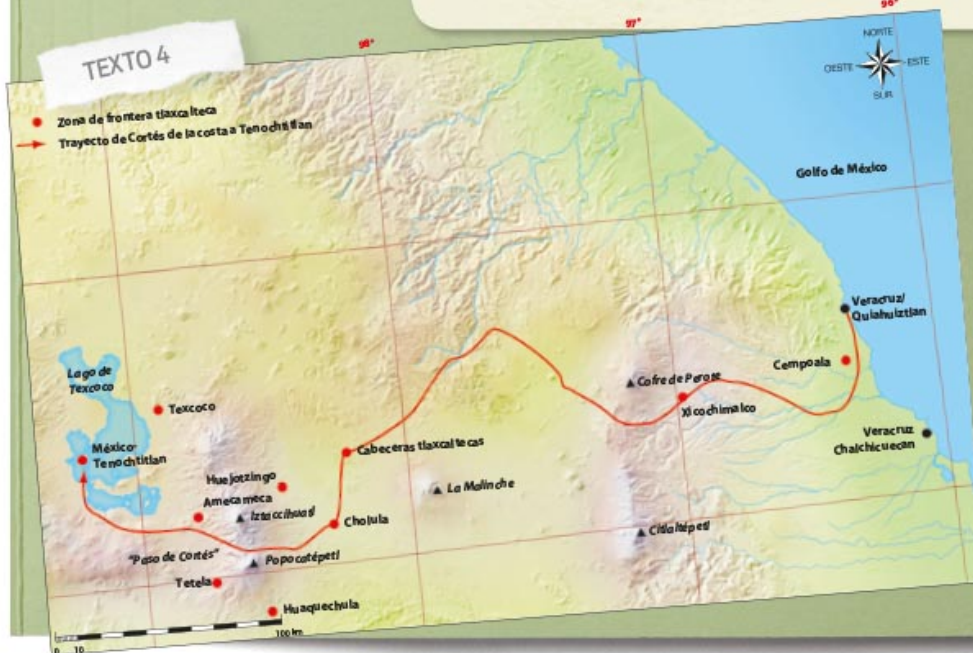 TEXTO 4
98°
97°
96°
Zona de frontera tlaxcalteca
Trayecto de Cortés de la costa a Tenochtitlan
NORTE
OESTE
ESTE
SUR
Golfo de México
Veracruz/
Quiahuiztlan
Cempoala
Veracruz
Chalchicuecan
Cofre de Perote
Xicochimalco
Citlaltépetl
La Malinche
Cabeceras tlaxcaltecas
Cholula
Lago de
Texcoco
Texcoco
México-
Tenochtitlan
Huejotzingo
Amecameca
Iztaccíhuatl
"Paso de Cortés"
Popocatépetl
Tetela
Huaquechula
0 10 100 km